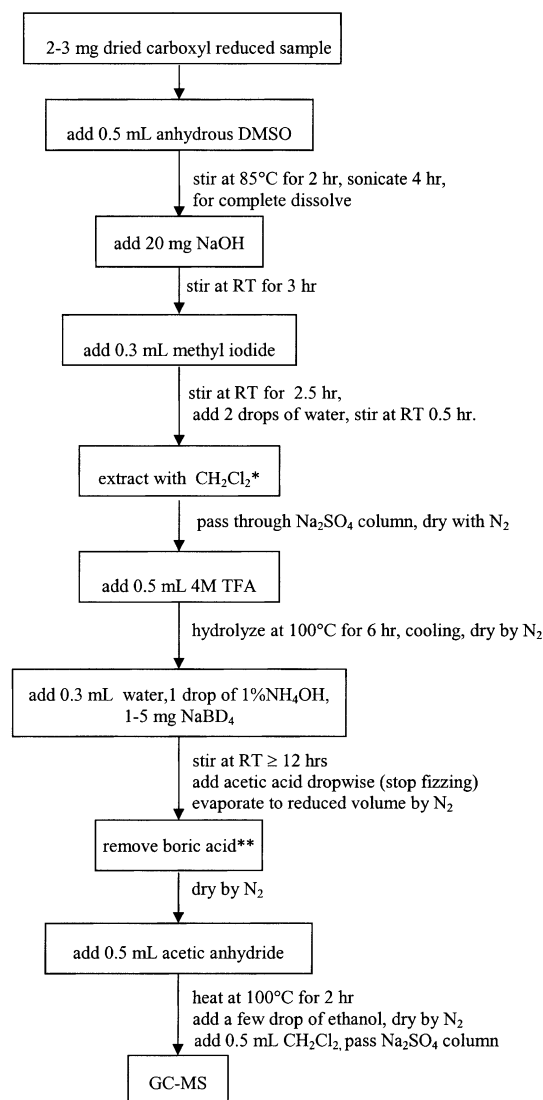 2-3 mg dried carboxyl reduced sample
add 0.5 mL anhydrous DMSO
stir at 85°C for 2 hr, sonicate 4 hr,
for complete dissolve
add 20 mg NaOH
stir at RT for 3 hr
add 0.3 mL methyl iodide
stir at RT for 2.5 hr,
add 2 drops of water, stir at RT 0.5 hr.
extract with CH₂Cl₂*
pass through Na₂SO₄ column, dry with N₂
add 0.5 mL 4M TFA
hydrolyze at 100°C for 6 hr, cooling, dry by N₂
add 0.3 mL water,1 drop of 1%NH₄OH,
1-5 mg NaBD₄
stir at RT ≥ 12 hrs
add acetic acid dropwise (stop fizzing)
evaporate to reduced volume by N₂
remove boric acid**
dry by N₂
add 0.5 mL acetic anhydride
heat at 100°C for 2 hr
add a few drop of ethanol, dry by N₂
add 0.5 mL CH₂Cl₂, pass Na₂SO₄ column
GC-MS